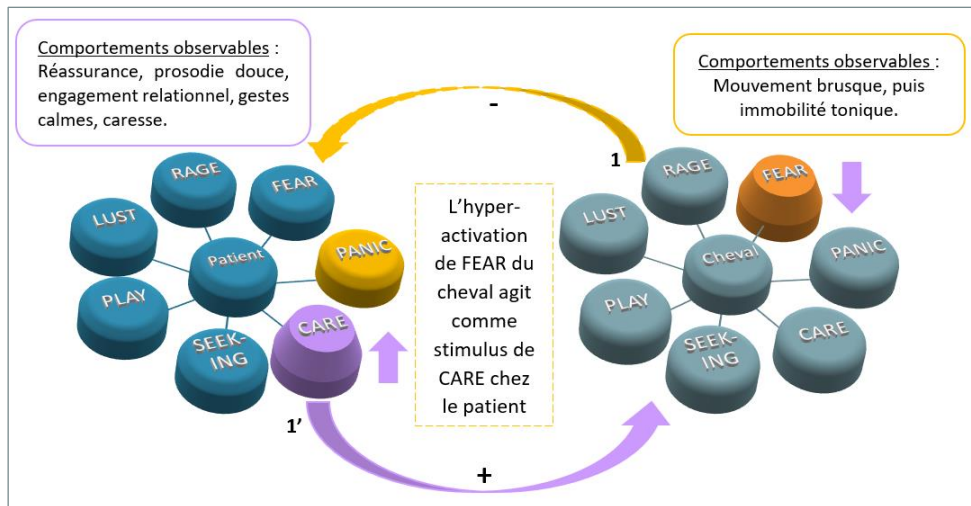 Comportements observables :
Réassurance, prosodie douce,
engagement relationnel, gestes
calmes, caresse.
Comportements observables :
Mouvement brusque, puis
immobilité tonique.
-
1
RAGE
FEAR
LUST
Patient
PANIC
PLAY
CARE
SEEK-
ING
L'hyper-
activation
de FEAR du
cheval agit
comme
stimulus de
CARE chez
le patient
RAGE
FEAR
LUST
Cheval
PANIC
PLAY
CARE
SEEK-
ING
1'
+